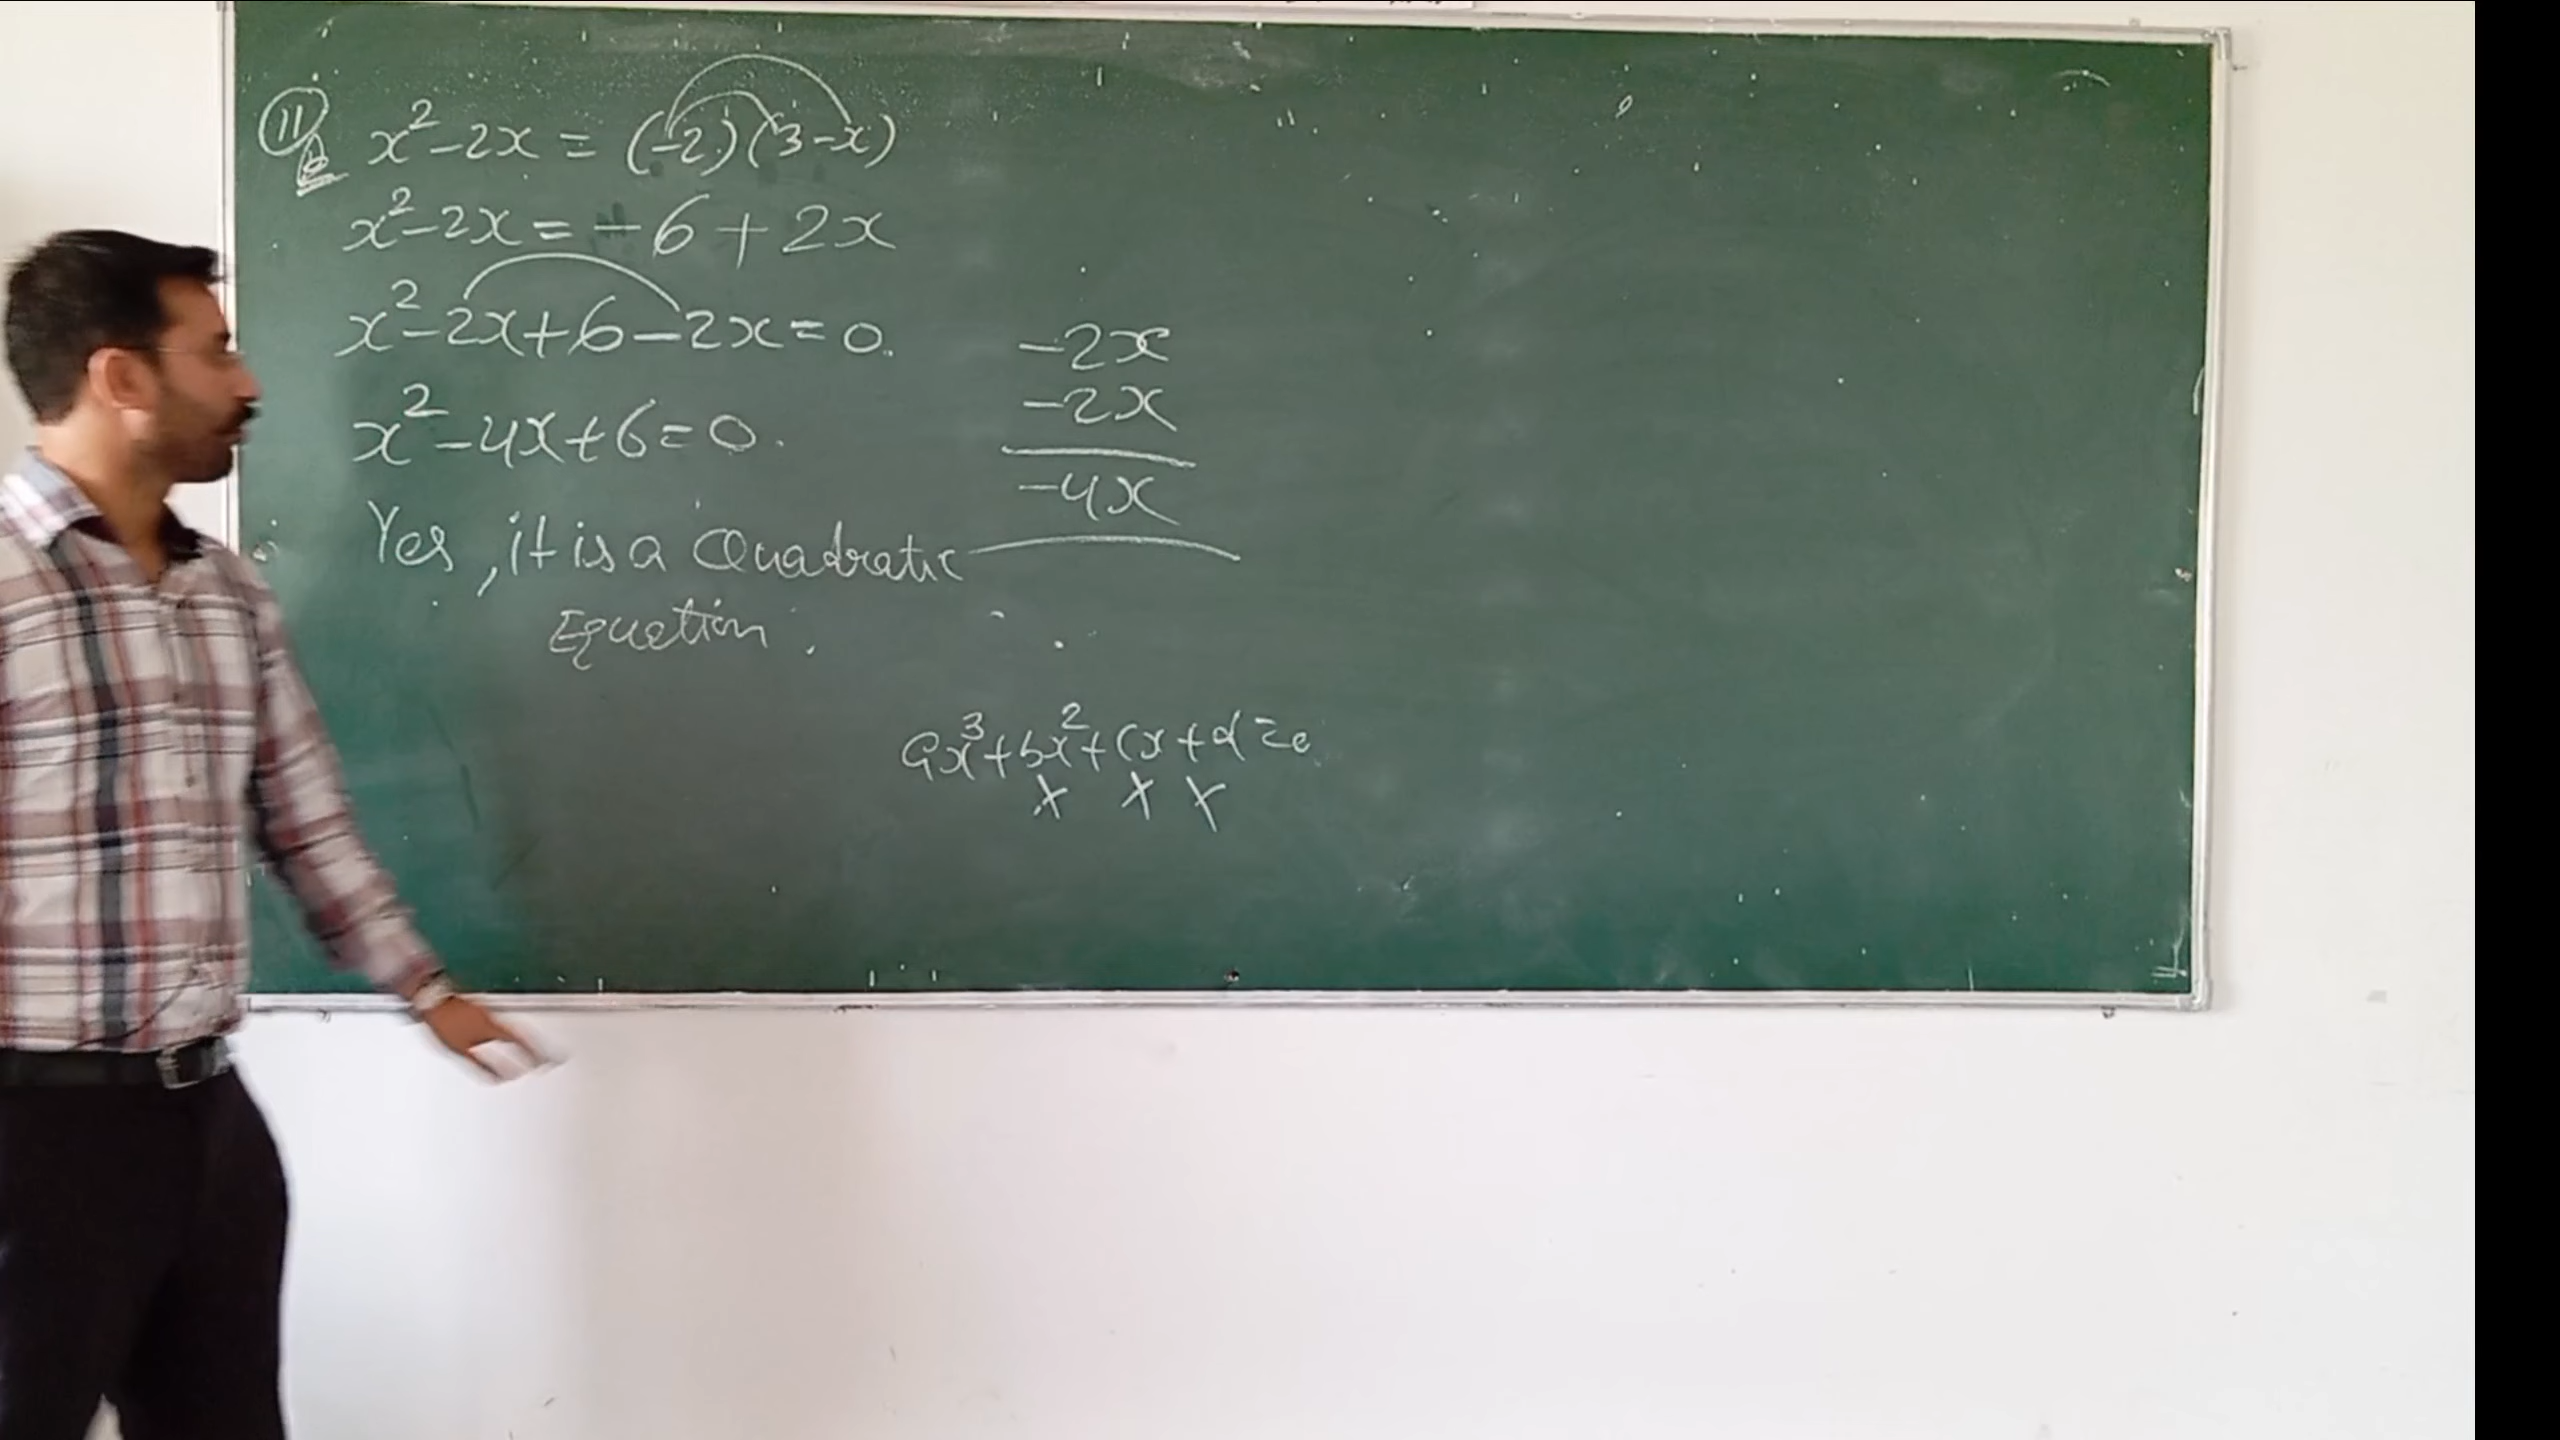 (11) x² - 2x = (-2)(3-x)
x² - 2x = - 6 + 2x
x² - 2x + 6 - 2x = 0.
x² - 4x + 6 = 0.
Yes, it is a Quadratic
Equation.
-2x
-2x
-4x
ax³ + bx² + cx + d = 0
x x x